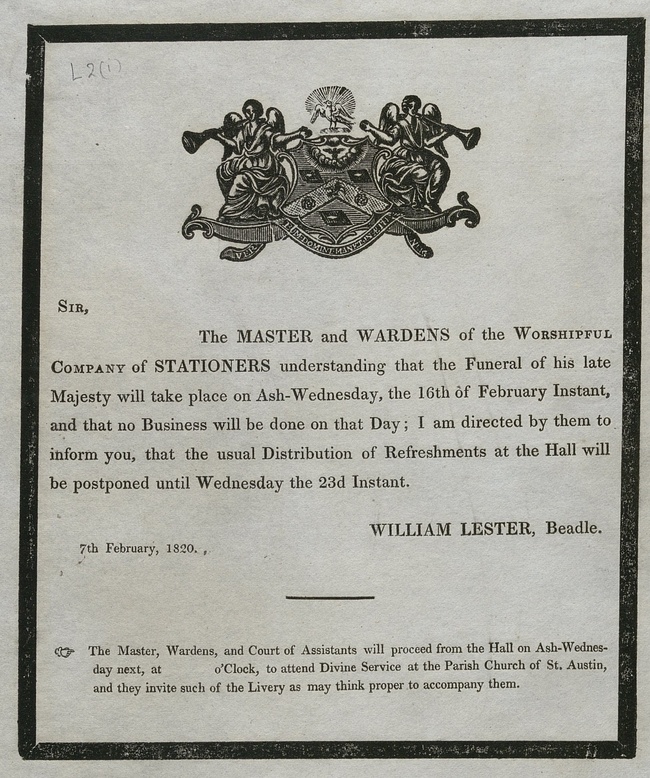 L2(1)
VERBUM DOMINI MANET IN ÆTERNUM
SIR,
The MASTER and WARDENS of the WORSHIPFUL
COMPANY of STATIONERS understanding that the Funeral of his late
Majesty will take place on Ash-Wednesday, the 16th of February Instant,
and that no Business will be done on that Day; I am directed by them to
inform you, that the usual Distribution of Refreshments at the Hall will
be postponed until Wednesday the 23d Instant.
WILLIAM LESTER, Beadle.
7th February, 1820.
☞ The Master, Wardens, and Court of Assistants will proceed from the Hall on Ash-Wednes-
day next, at o'Clock, to attend Divine Service at the Parish Church of St. Austin,
and they invite such of the Livery as may think proper to accompany them.